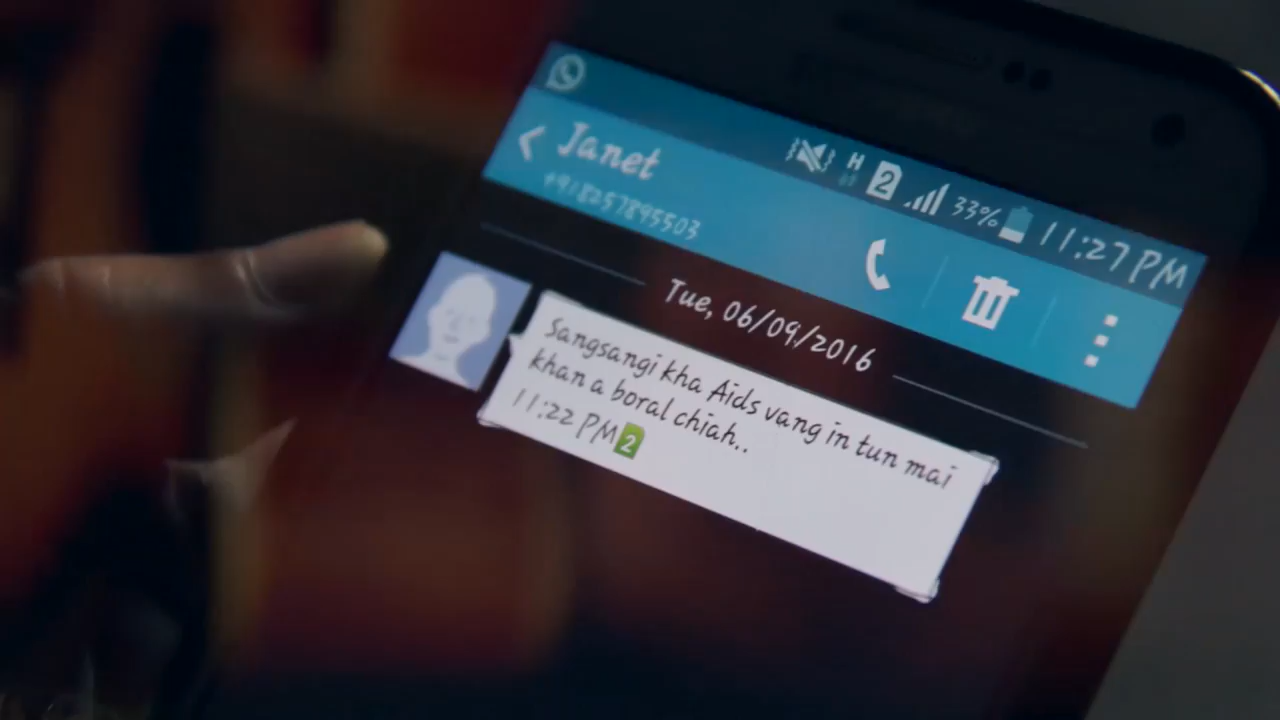 Janet
+918257895503
H 2 33% 11:27 PM
Tue, 06/09/2016
Sangsangi kha Aids vang in tun mai
khan a boral chiah..
11:22 PM 2